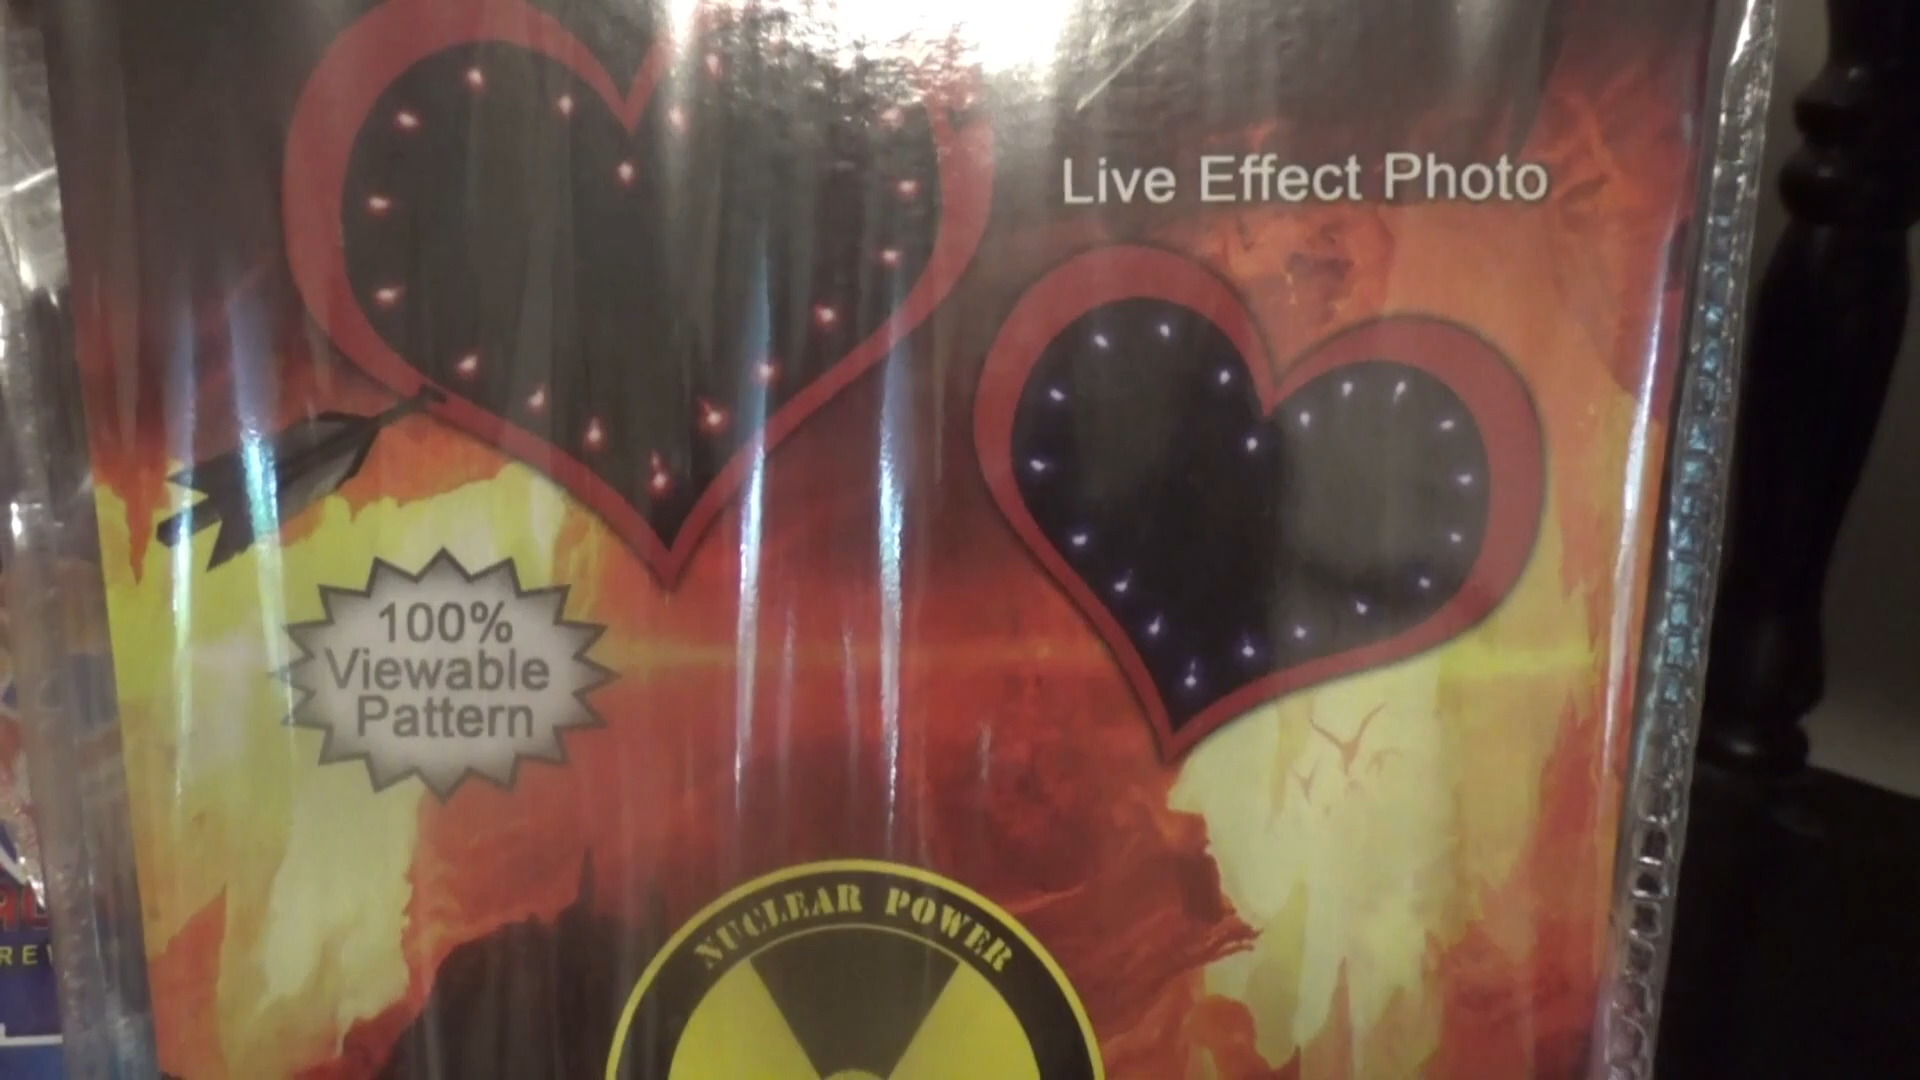 Live Effect Photo
100%
Viewable
Pattern
NUCLEAR POWER